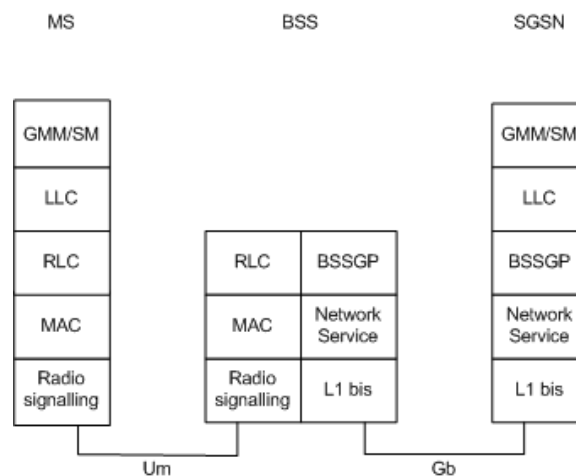 MS
BSS
SGSN
GMM/SM
LLC
RLC
MAC
Radio
signalling
RLC
BSSGP
MAC
Network
Service
Radio
signalling
L1 bis
GMM/SM
LLC
BSSGP
Network
Service
L1 bis
Um
Gb